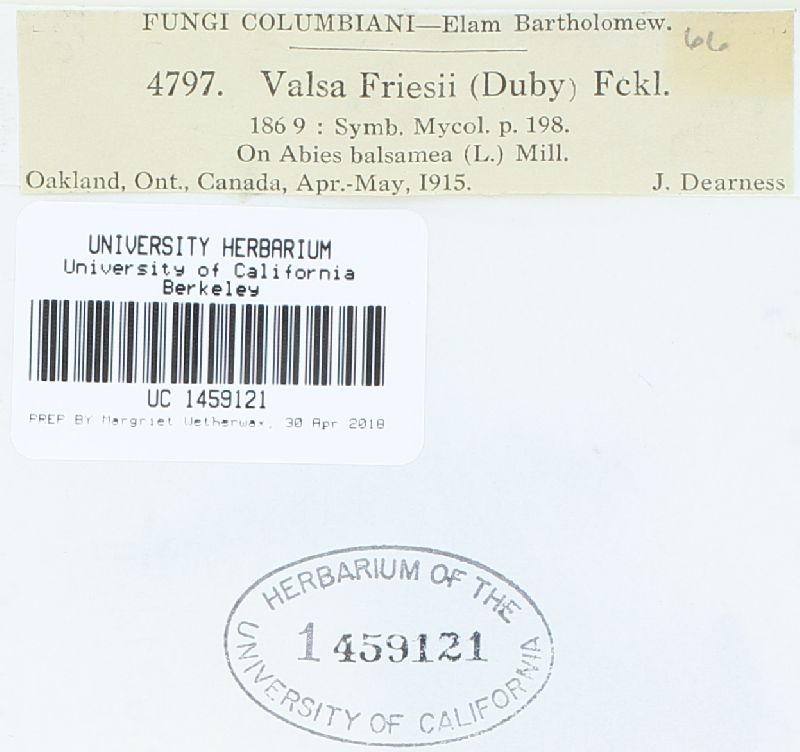 FUNGI COLUMBIANI—Elam Bartholomew.
66
4797. Valsa Friesii (Duby) Fckl.
186 9 : Symb. Mycol. p. 198.
On Abies balsamea (L.) Mill.
Oakland, Ont., Canada, Apr.-May, 1915. J. Dearness
UNIVERSITY HERBARIUM
University of California
Berkeley
UC 1459121
PREP BY Margriet Wetherwax, 30 Apr 2018
HERBARIUM OF THE
1459121
UNIVERSITY OF CALIFORNIA